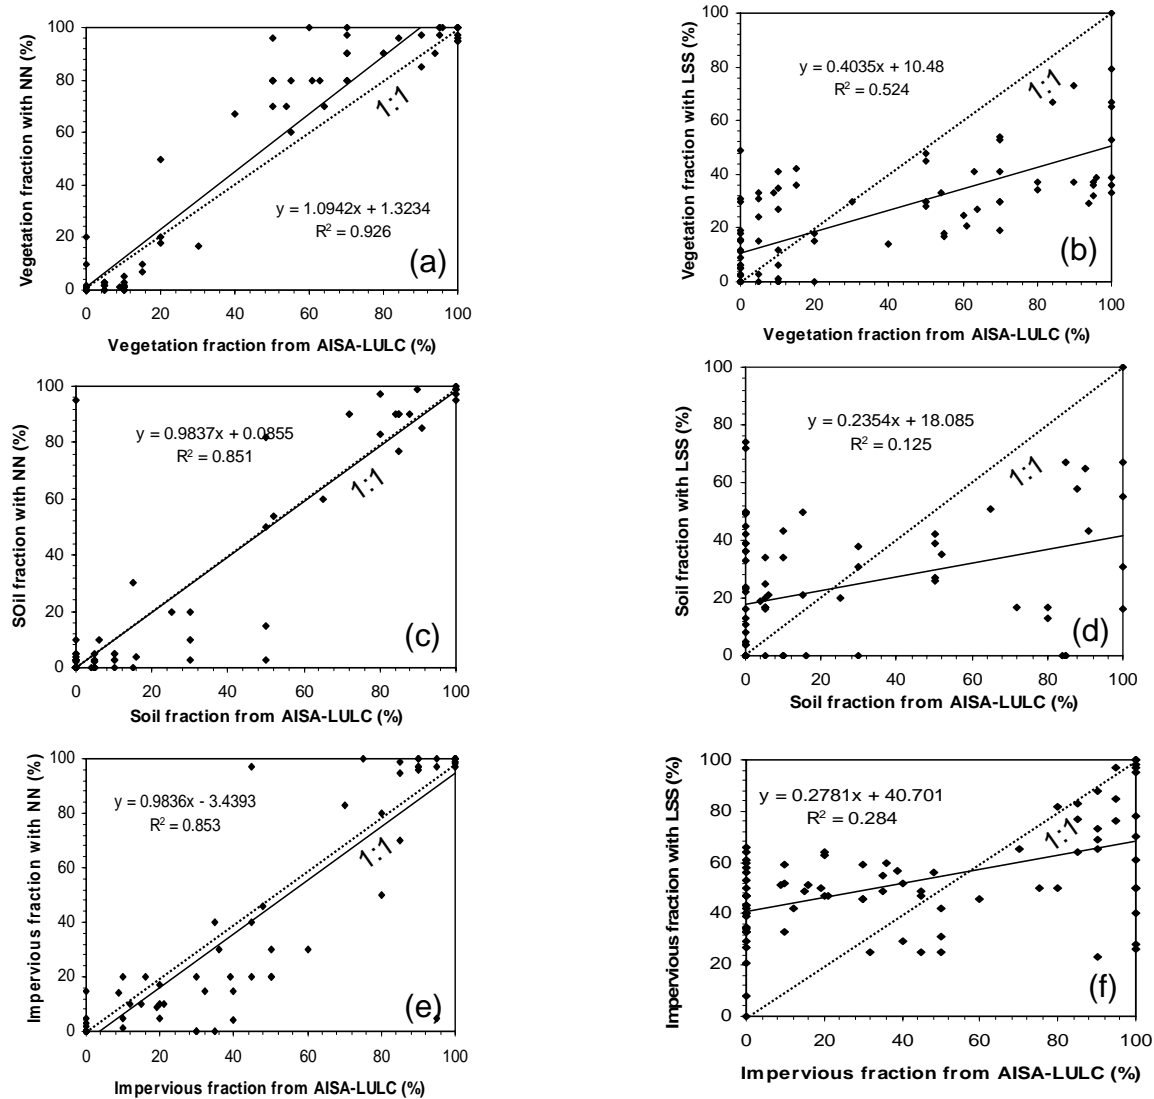 Vegetation fraction with NN (%)
100
80
60
40
20
0
y = 1.0942x + 1.3234
R² = 0.926
1:1
(a)
0 20 40 60 80 100
Vegetation fraction from AISA-LULC (%)
Vegetation fraction with LSS (%)
100
80
60
40
20
0
y = 0.4035x + 10.48
R² = 0.524
1:1
(b)
0 20 40 60 80 100
Vegetation fraction from AISA-LULC (%)
SOil fraction with NN (%)
100
80
60
40
20
0
y = 0.9837x + 0.0855
R² = 0.851
1:1
(c)
0 20 40 60 80 100
Soil fraction from AISA-LULC (%)
Soil fraction with LSS (%)
100
80
60
40
20
0
y = 0.2354x + 18.085
R² = 0.125
1:1
(d)
0 20 40 60 80 100
Soil fraction from AISA-LULC (%)
Impervious fraction with NN (%)
100
80
60
40
20
0
y = 0.9836x - 3.4393
R² = 0.853
1:1
(e)
0 20 40 60 80 100
Impervious fraction from AISA-LULC (%)
Impervious fraction with LSS (%)
100
80
60
40
20
0
y = 0.2781x + 40.701
R² = 0.284
1:1
(f)
0 20 40 60 80 100
Impervious fraction from AISA-LULC (%)